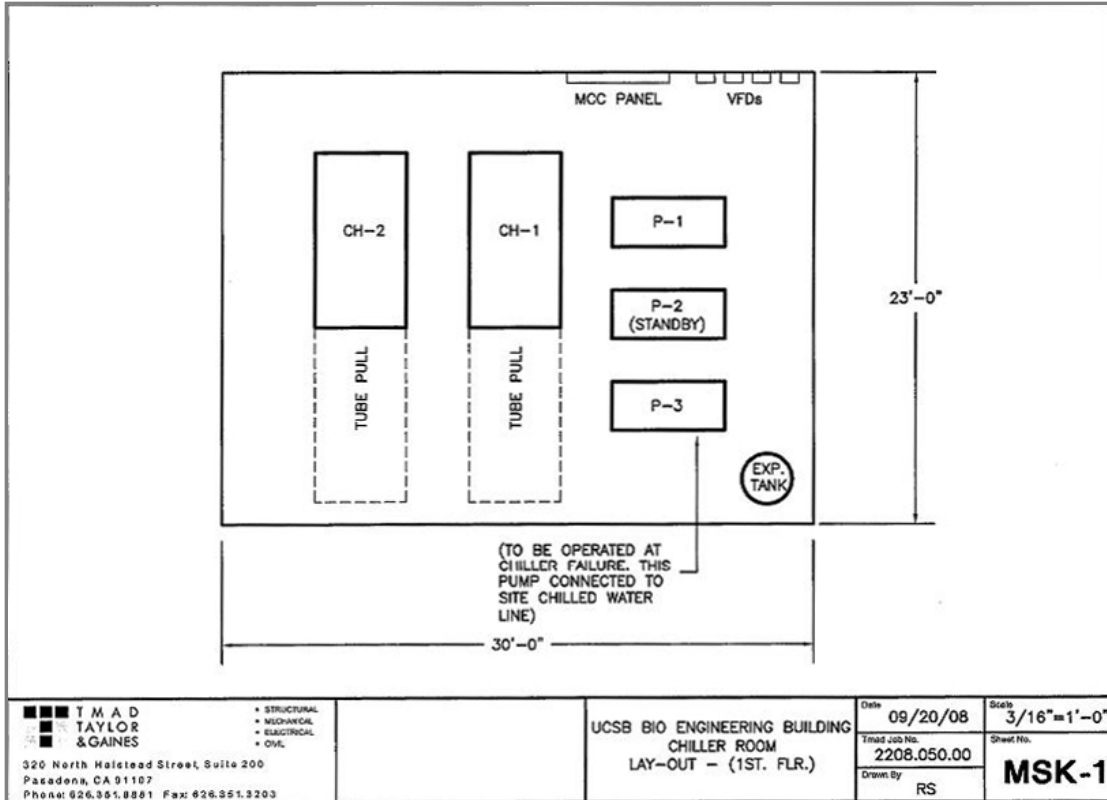 MCC PANEL
VFDs
CH-2
CH-1
P-1
P-2
(STANDBY)
P-3
TUBE PULL
TUBE PULL
EXP.
TANK
23'-0"
(TO BE OPERATED AT
CHILLER FAILURE. THIS
PUMP CONNECTED TO
SITE CHILLED WATER
LINE)
30'-0"
TMAD
TAYLOR
&GAINES
• STRUCTURAL
• MECHANICAL
• ELECTRICAL
• CIVIL
320 North Halstead Street, Suite 200
Pasadena, CA 91107
Phone: 626.351.8881 Fax: 626.351.3203
UCSB BIO ENGINEERING BUILDING
CHILLER ROOM
LAY-OUT - (1ST. FLR.)
Date
09/20/08
Scale
3/16"=1'-0"
Tmad Job No.
2208.050.00
Sheet No.
MSK-1
Drawn By
RS